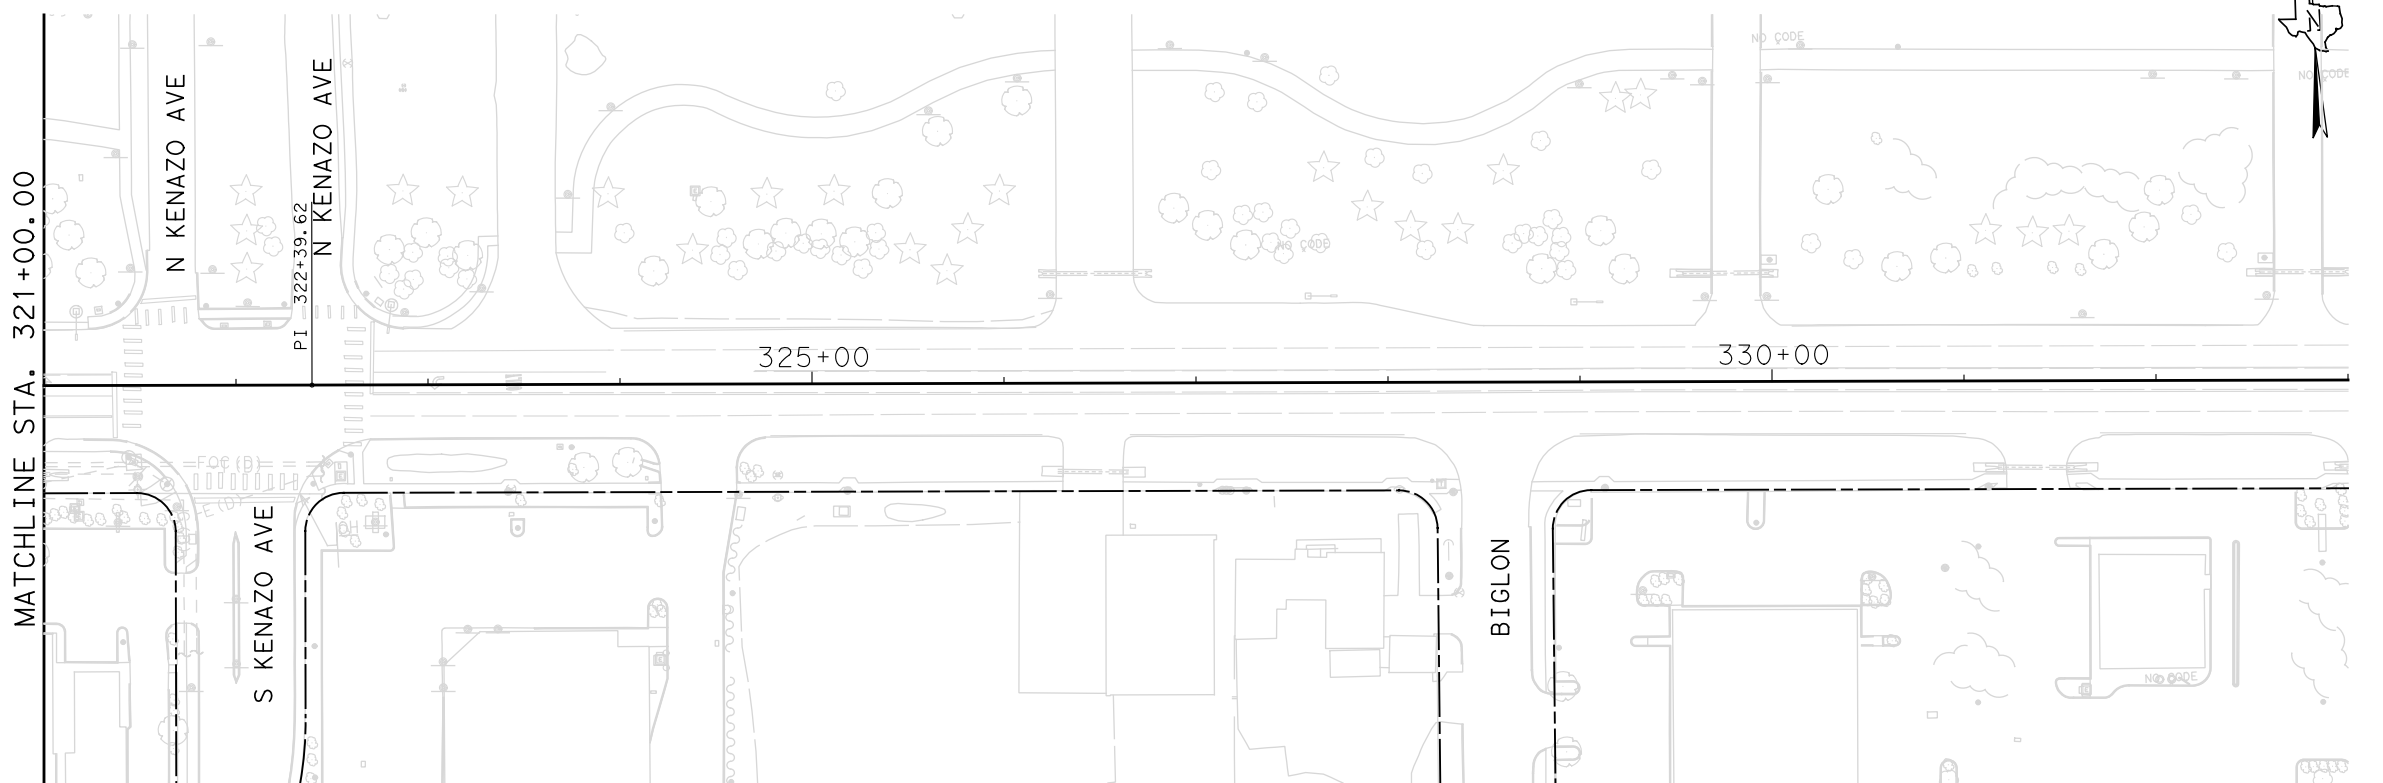 NO CODE
NO CODE
N KENAZO AVE
N KENAZO AVE
N
MATCHLINE STA. 321+00.00
PI 322+39.62
NO CODE
325+00
330+00
FOC(D)
E(D)
DH
S KENAZO AVE
BIGLON
NO CODE